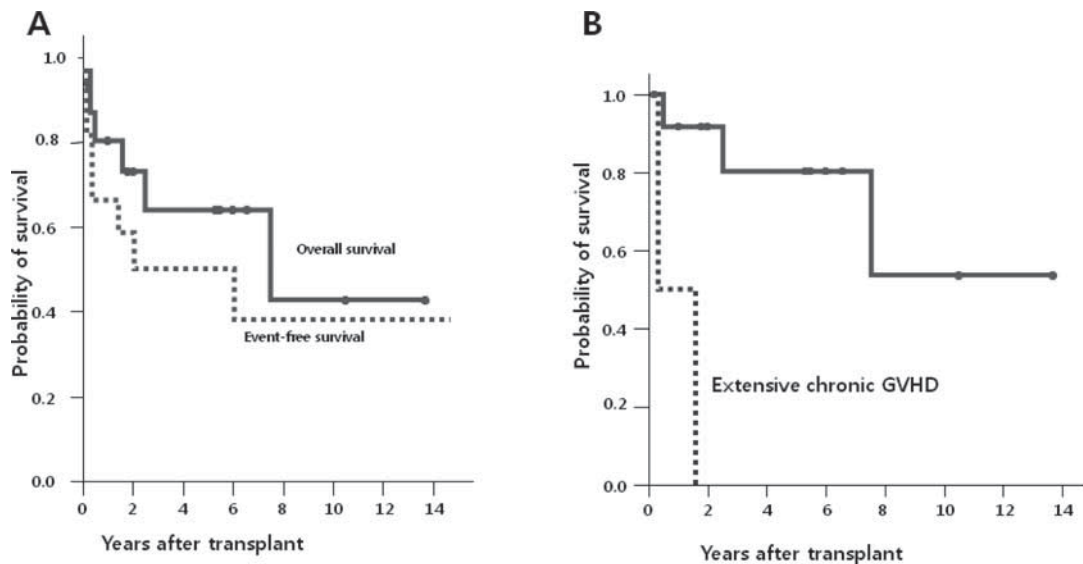 A
1.0
0.8
0.6
0.4
0.2
0.0
Probability of survival
Overall survival
Event-free survival
0 2 4 6 8 10 12 14
Years after transplant
B
1.0
0.8
0.6
0.4
0.2
0.0
Probability of survival
Extensive chronic GVHD
0 2 4 6 8 10 12 14
Years after transplant